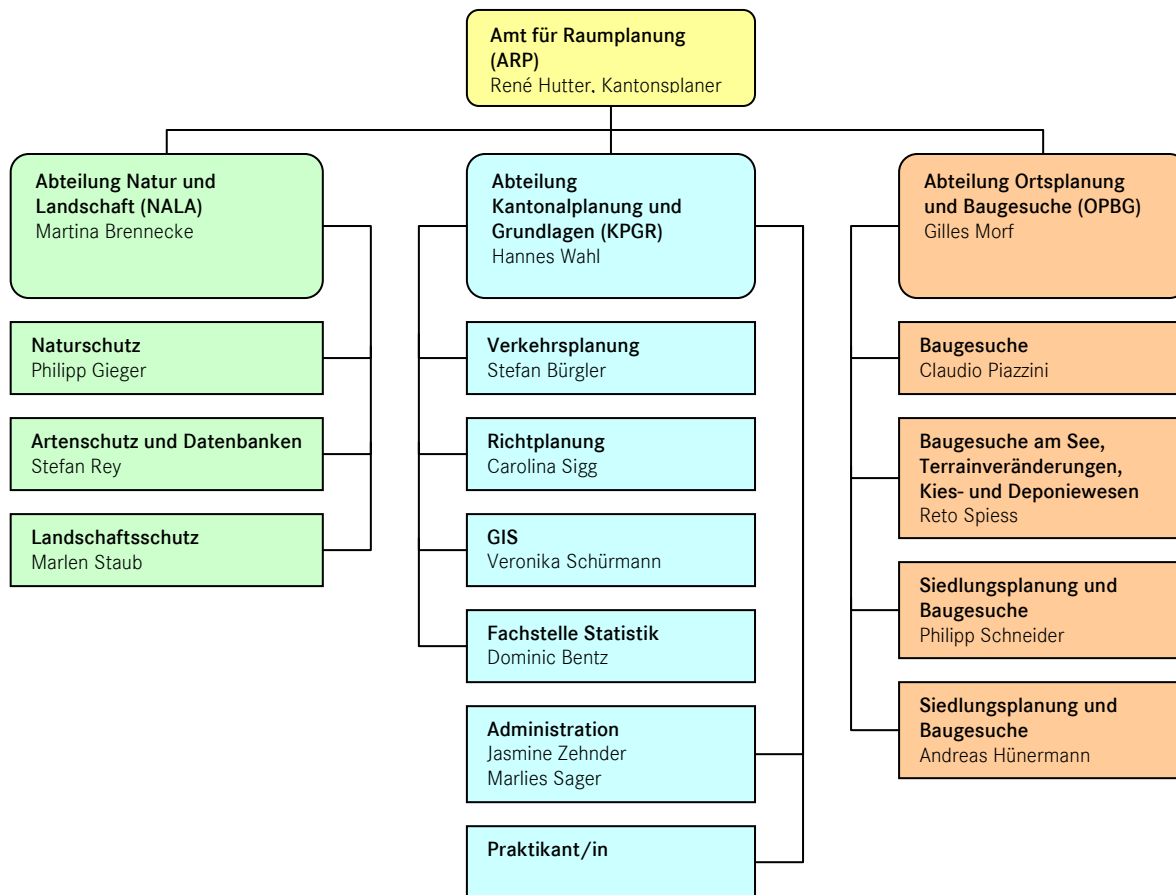 Amt für Raumplanung
(ARP)
René Hutter, Kantonsplaner
Abteilung Natur und
Landschaft (NALA)
Martina Brennecke
Naturschutz
Philipp Gieger
Artenschutz und Datenbanken
Stefan Rey
Landschaftsschutz
Marlen Staub
Abteilung
Kantonalplanung und
Grundlagen (KPGR)
Hannes Wahl
Verkehrsplanung
Stefan Bürgler
Richtplanung
Carolina Sigg
GIS
Veronika Schürmann
Fachstelle Statistik
Dominic Bentz
Administration
Jasmine Zehnder
Marlies Sager
Praktikant/in
Abteilung Ortsplanung
und Baugesuche (OPBG)
Gilles Morf
Baugesuche
Claudio Piazzini
Baugesuche am See,
Terrainveränderungen,
Kies- und Deponiewesen
Reto Spiess
Siedlungsplanung und
Baugesuche
Philipp Schneider
Siedlungsplanung und
Baugesuche
Andreas Hünermann